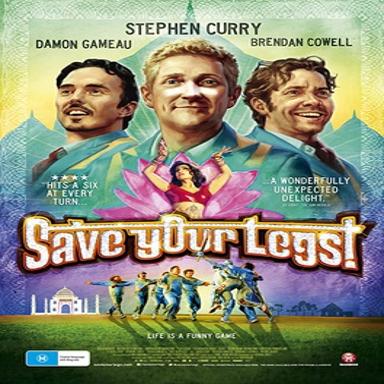 STEPHEN CURRY
DAMON GAMEAU
BRENDAN COWELL
★★★★
HITS A SIX
AT EVERY
TURN...
...A WONDERFULLY
UNEXPECTED
DELIGHT.
Save your Legs!
LIFE IS A FUNNY GAME
M